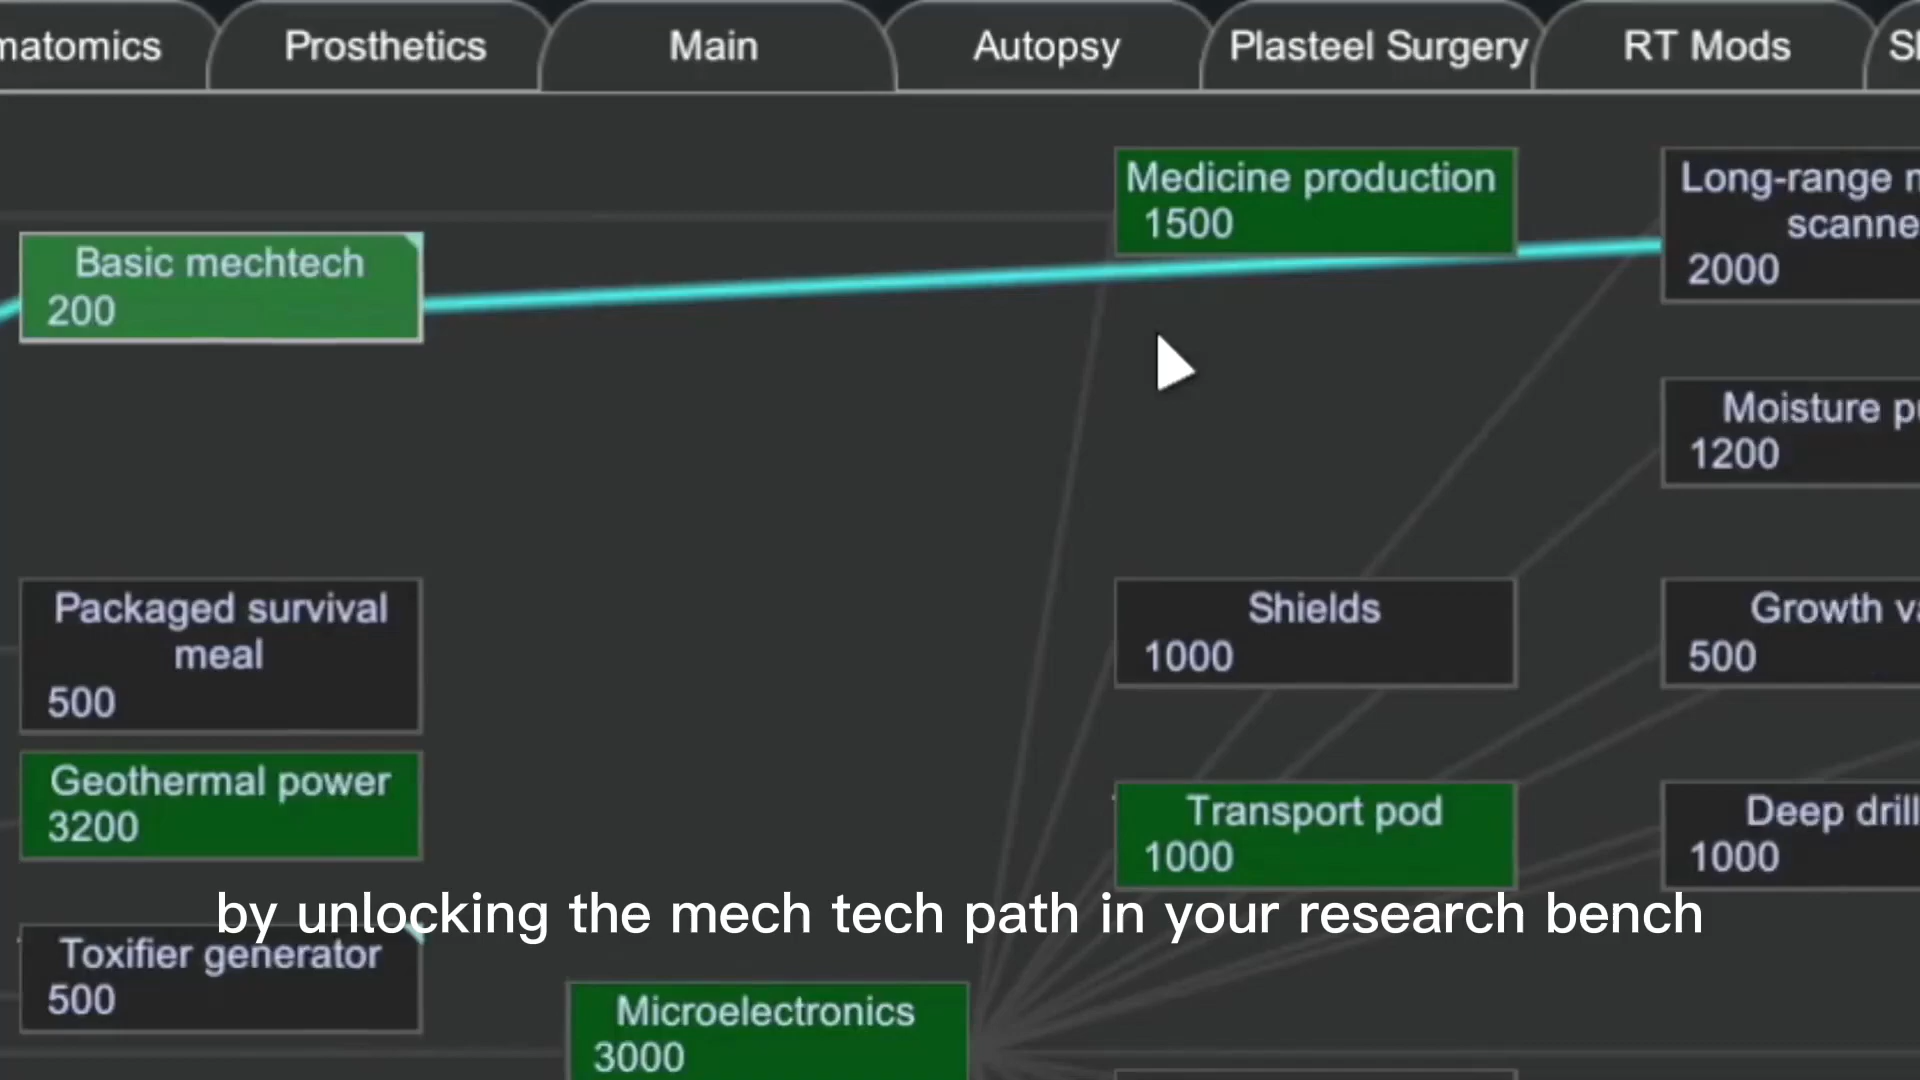 matomics
Prosthetics
Main
Autopsy
Plasteel Surgery
RT Mods
Medicine production
1500
Long-range
scanne
2000
Basic mechtech
200
Moisture
1200
Packaged survival
meal
500
Shields
1000
Growth
500
Geothermal power
3200
Transport pod
1000
Deep drill
1000
by unlocking the mech tech path in your research bench
Toxifier generator
500
Microelectronics
3000